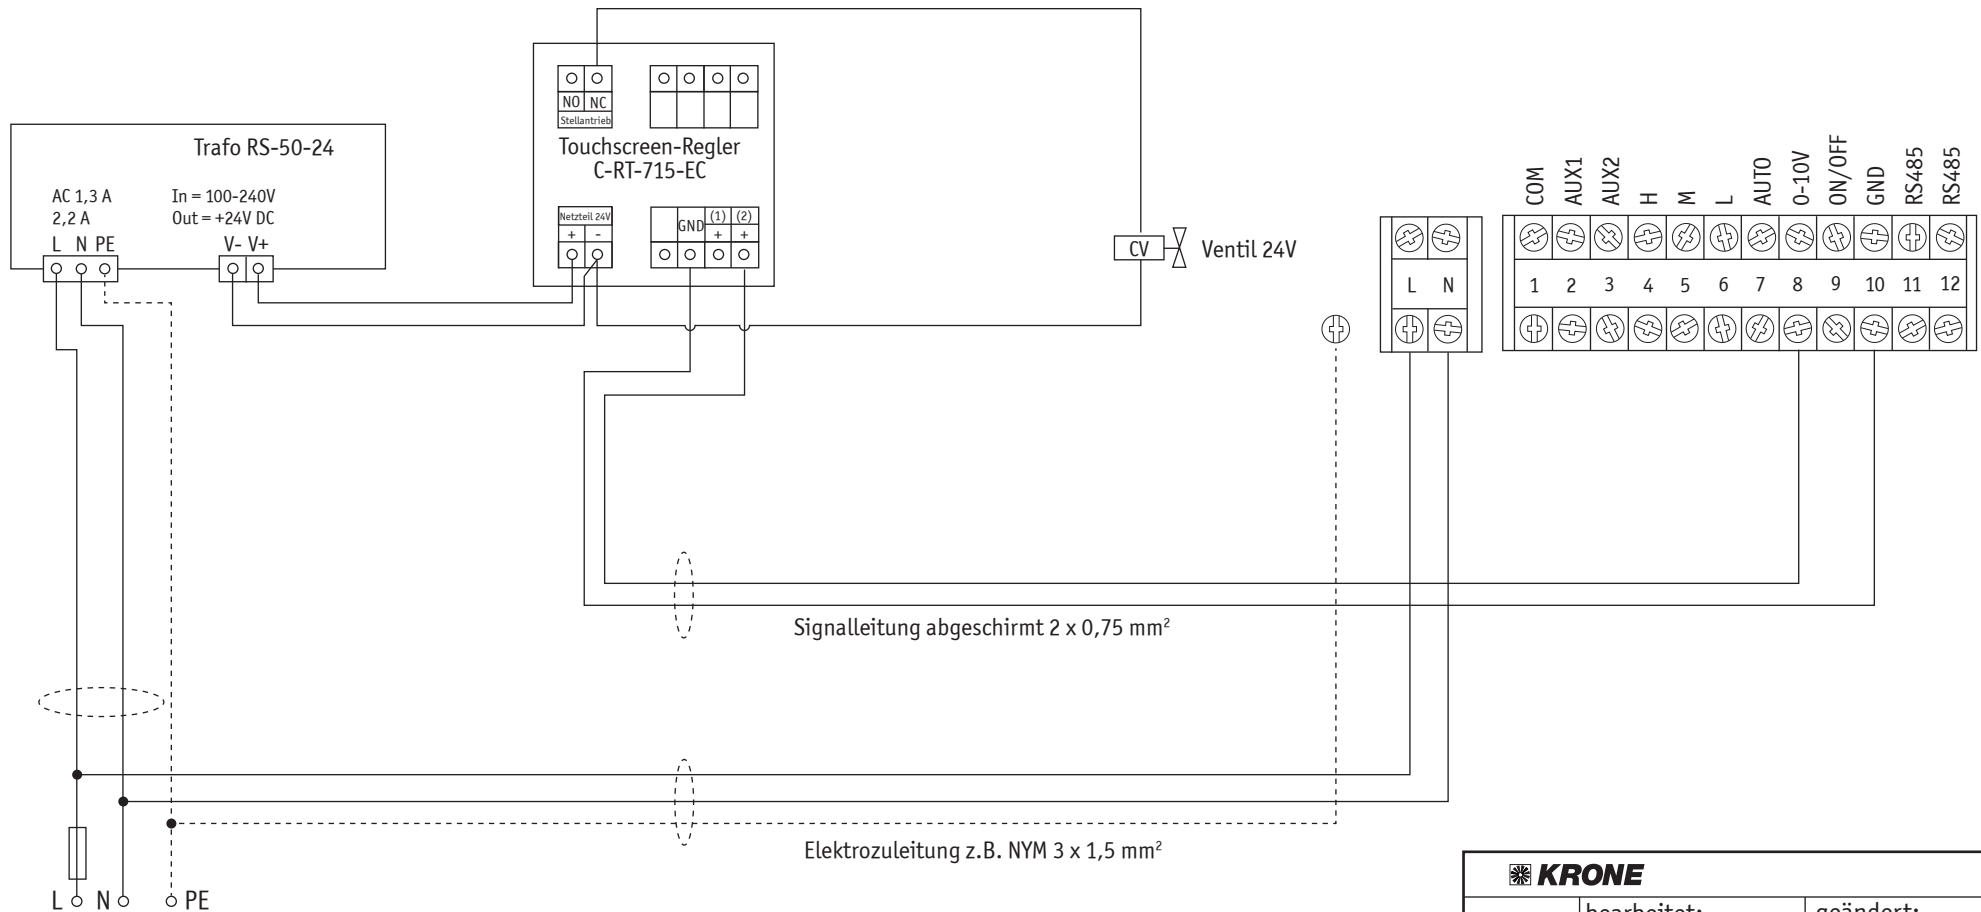 NO NC
Stellantrieb
Touchscreen-Regler
C-RT-715-EC
Netzteil 24V
+ -
GND (1) (2)
+ +
Trafo RS-50-24
AC 1,3 A In = 100-240V
2,2 A Out = +24V DC
L N PE V- V+
CV Ventil 24V
L N
COM AUX1 AUX2 H M L AUTO 0-10V ON/OFF GND RS485 RS485
1 2 3 4 5 6 7 8 9 10 11 12
Signalleitung abgeschirmt 2 x 0,75 mm²
Elektrozuleitung z.B. NYM 3 x 1,5 mm²
L N PE
KRONE
bearbeitet: geändert: